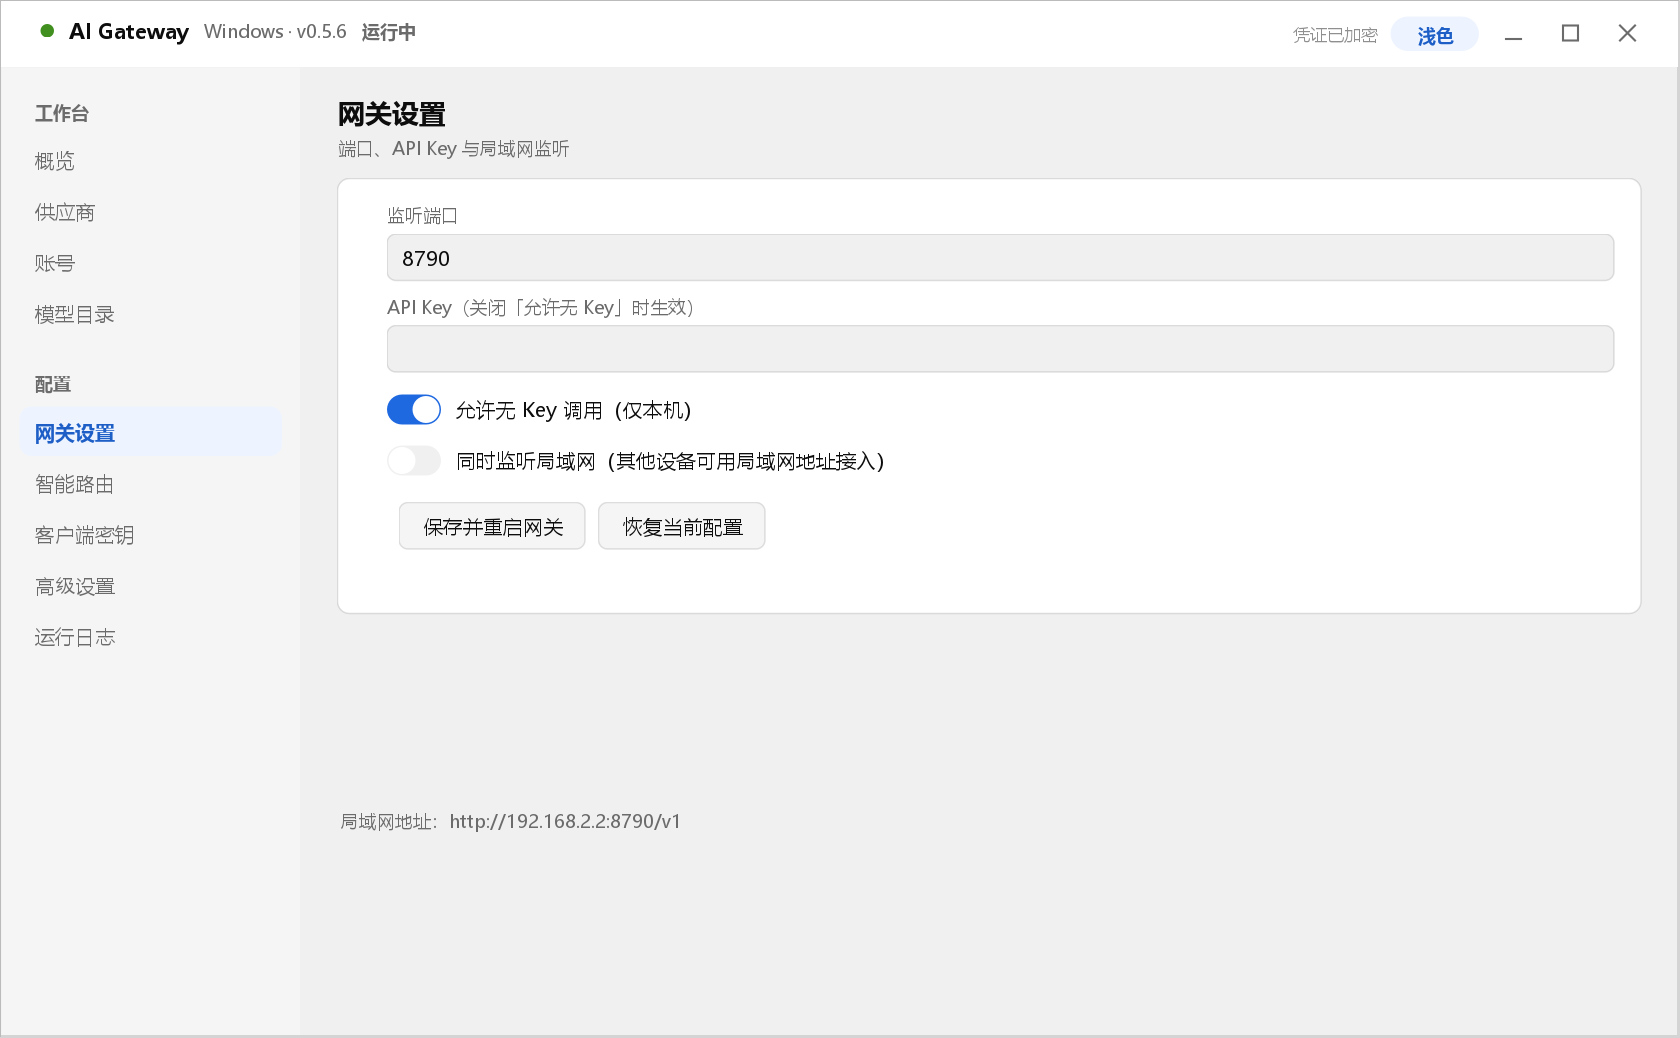 AI Gateway Windows · v0.5.6 运行中 凭证已加密 浅色
工作台
概览
供应商
账号
模型目录
配置
网关设置
智能路由
客户端密钥
高级设置
运行日志
网关设置
端口、API Key 与局域网监听
监听端口
8790
API Key（关闭「允许无 Key」时生效）
允许无 Key 调用（仅本机）
同时监听局域网（其他设备可用局域网地址接入）
保存并重启网关 恢复当前配置
局域网地址：http://192.168.2.2:8790/v1